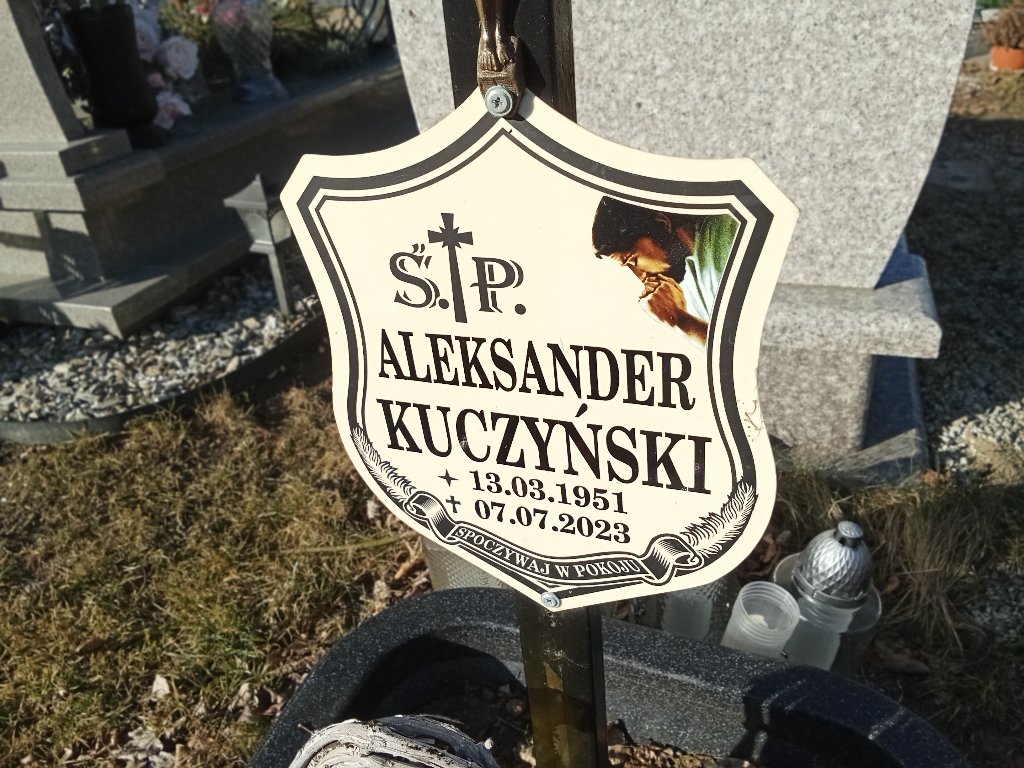 Ś.P.
ALEKSANDER
KUCZYŃSKI
13.03.1951
07.07.2023
SPOCZYWAJ W POKOJU